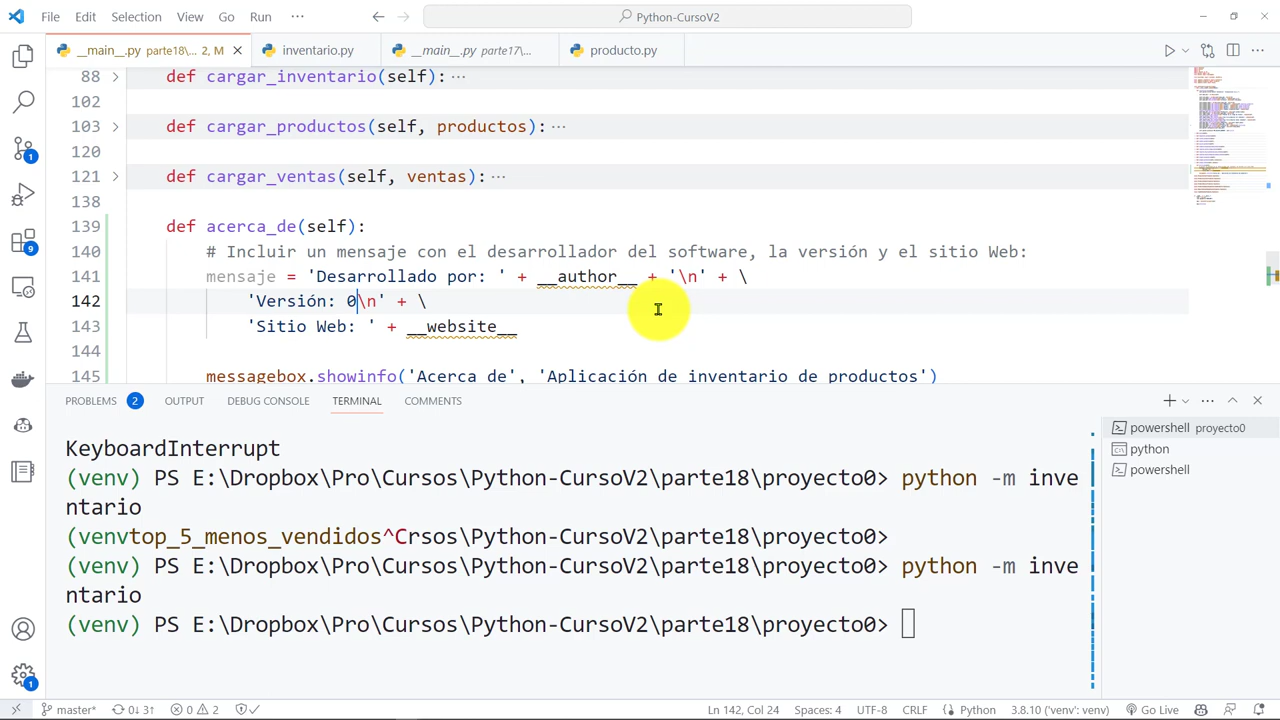 File Edit Selection View Go Run ··· Python-CursoV2
__main__.py parte18\... 2, M inventario.py __main__.py parte17\... producto.py
88 def cargar_inventario(self): ···
102
103 def cargar_productos(self, productos): ···
120
121 def cargar_ventas(self, ventas):
138
139 def acerca_de(self):
140 # Incluir un mensaje con el desarrollador del software, la versión y el sitio Web:
141 mensaje = 'Desarrollado por: ' + __author__ + '\n' + \
142 'Versión: 0\n' + \
143 'Sitio Web: ' + __website__
144
145 messagebox.showinfo('Acerca de', 'Aplicación de inventario de productos')
PROBLEMS 2 OUTPUT DEBUG CONSOLE TERMINAL COMMENTS
KeyboardInterrupt
(venv) PS E:\Dropbox\Pro\Cursos\Python-CursoV2\parte18\proyecto0> python -m inve
ntario
(venvtop_5_menos_vendidos^Crsos\Python-CursoV2\parte18\proyecto0>
(venv) PS E:\Dropbox\Pro\Cursos\Python-CursoV2\parte18\proyecto0> python -m inve
ntario
(venv) PS E:\Dropbox\Pro\Cursos\Python-CursoV2\parte18\proyecto0>
powershell proyecto0
python
powershell
1
9
1
master* 0↓ 3↑ 0 2 Ln 142, Col 24 Spaces: 4 UTF-8 CRLF Python 3.8.10 ('venv': venv) Go Live